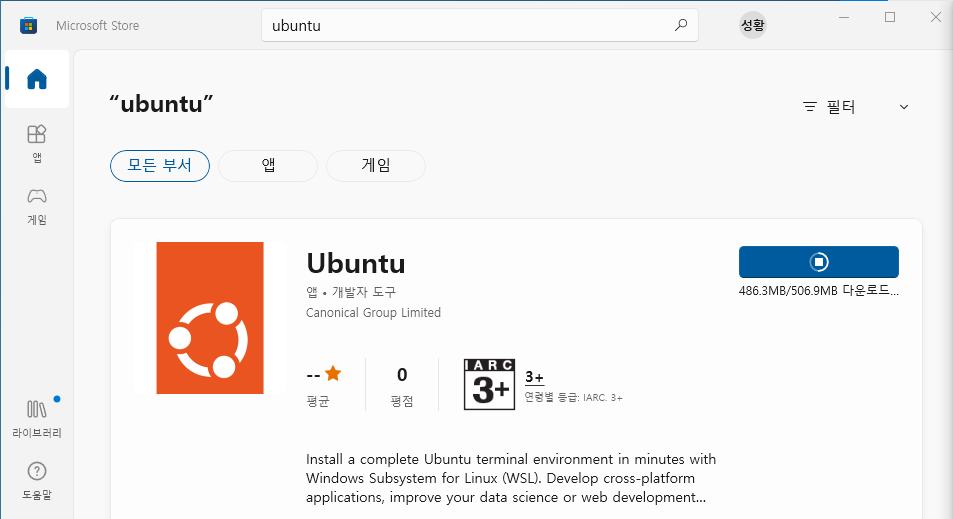 Microsoft Store
ubuntu
성황
“ubuntu”
필터
모든 부서
앱
게임
앱
게임
Ubuntu
앱 • 개발자 도구
Canonical Group Limited
486.3MB/506.9MB 다운로드...
--
평균
0
평점
IARC
3+
3+
연령별 등급: IARC. 3+
Install a complete Ubuntu terminal environment in minutes with
Windows Subsystem for Linux (WSL). Develop cross-platform
applications, improve your data science or web development...
라이브러리
도움말